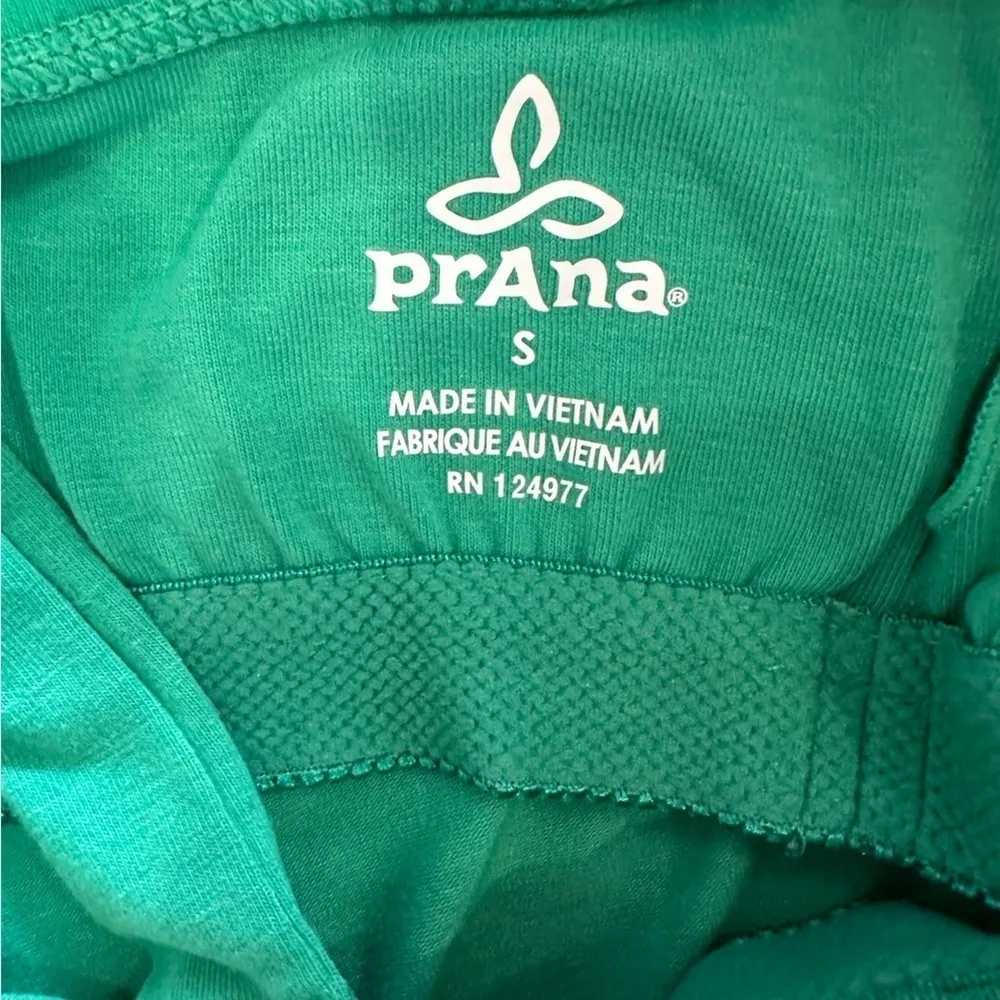 prAna®
S
MADE IN VIETNAM
FABRIQUE AU VIETNAM
RN 124977